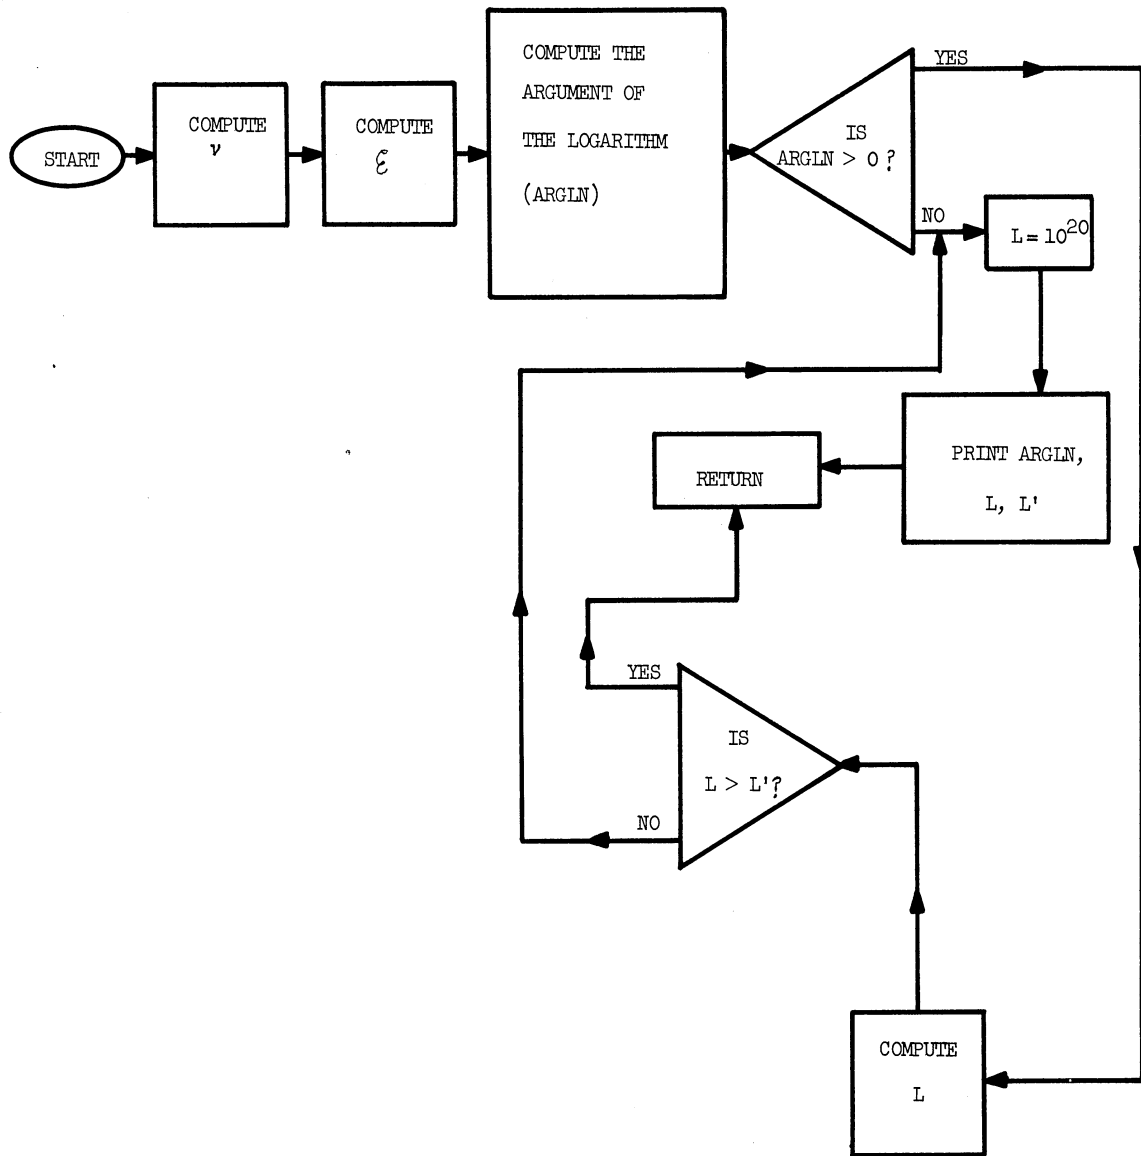 START
COMPUTE
ν
COMPUTE
ξ
COMPUTE THE
ARGUMENT OF
THE LOGARITHM
(ARGLN)
IS
ARGLN > 0 ?
YES
NO
L = 10^20
PRINT ARGLN,
L, L'
RETURN
YES
IS
L > L'?
NO
COMPUTE
L